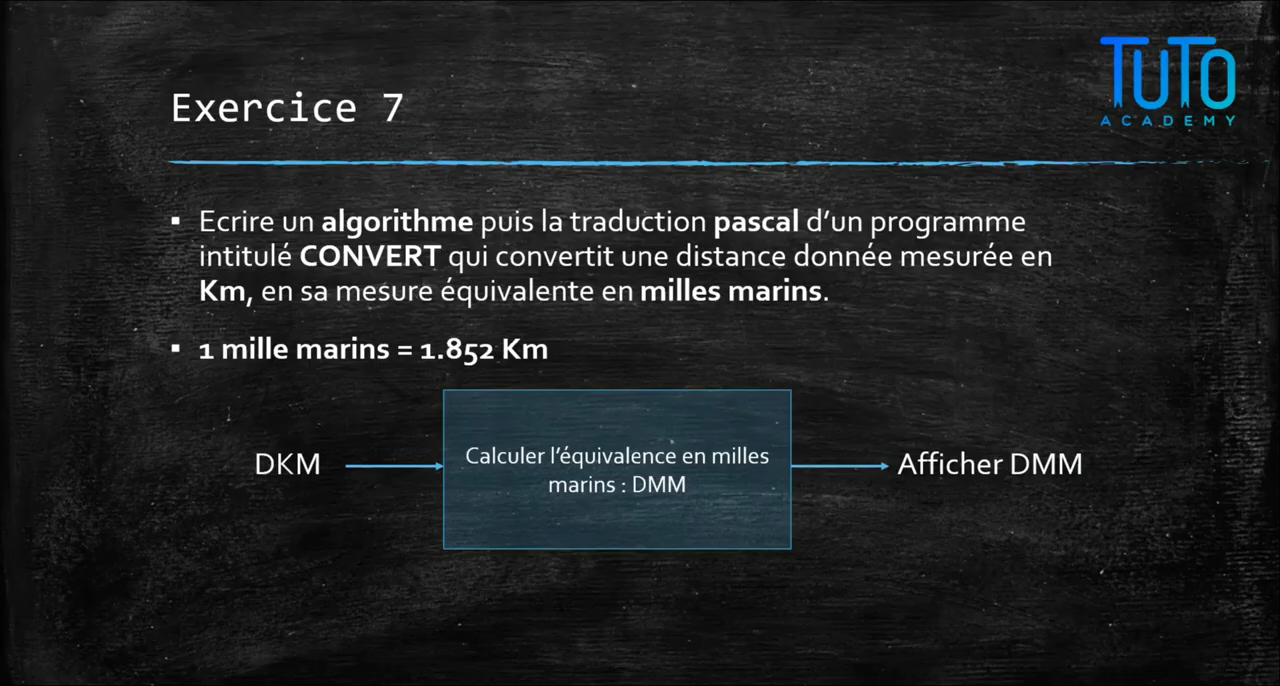 TUTO
ACADEMY
Exercice 7
▪ Ecrire un algorithme puis la traduction pascal d’un programme
intitulé CONVERT qui convertit une distance donnée mesurée en
Km, en sa mesure équivalente en milles marins.
▪ 1 mille marins = 1.852 Km
DKM
Calculer l’équivalence en milles
marins : DMM
Afficher DMM